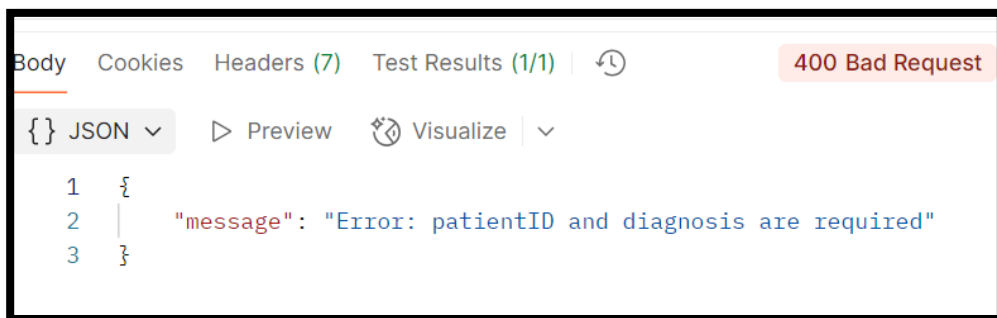 Body Cookies Headers (7) Test Results (1/1) 400 Bad Request
{} JSON Preview Visualize
1 {
2 "message": "Error: patientID and diagnosis are required"
3 }